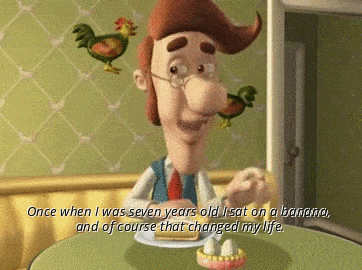 Once when I was seven years old I sat on a banana,
and of course that changed my life.